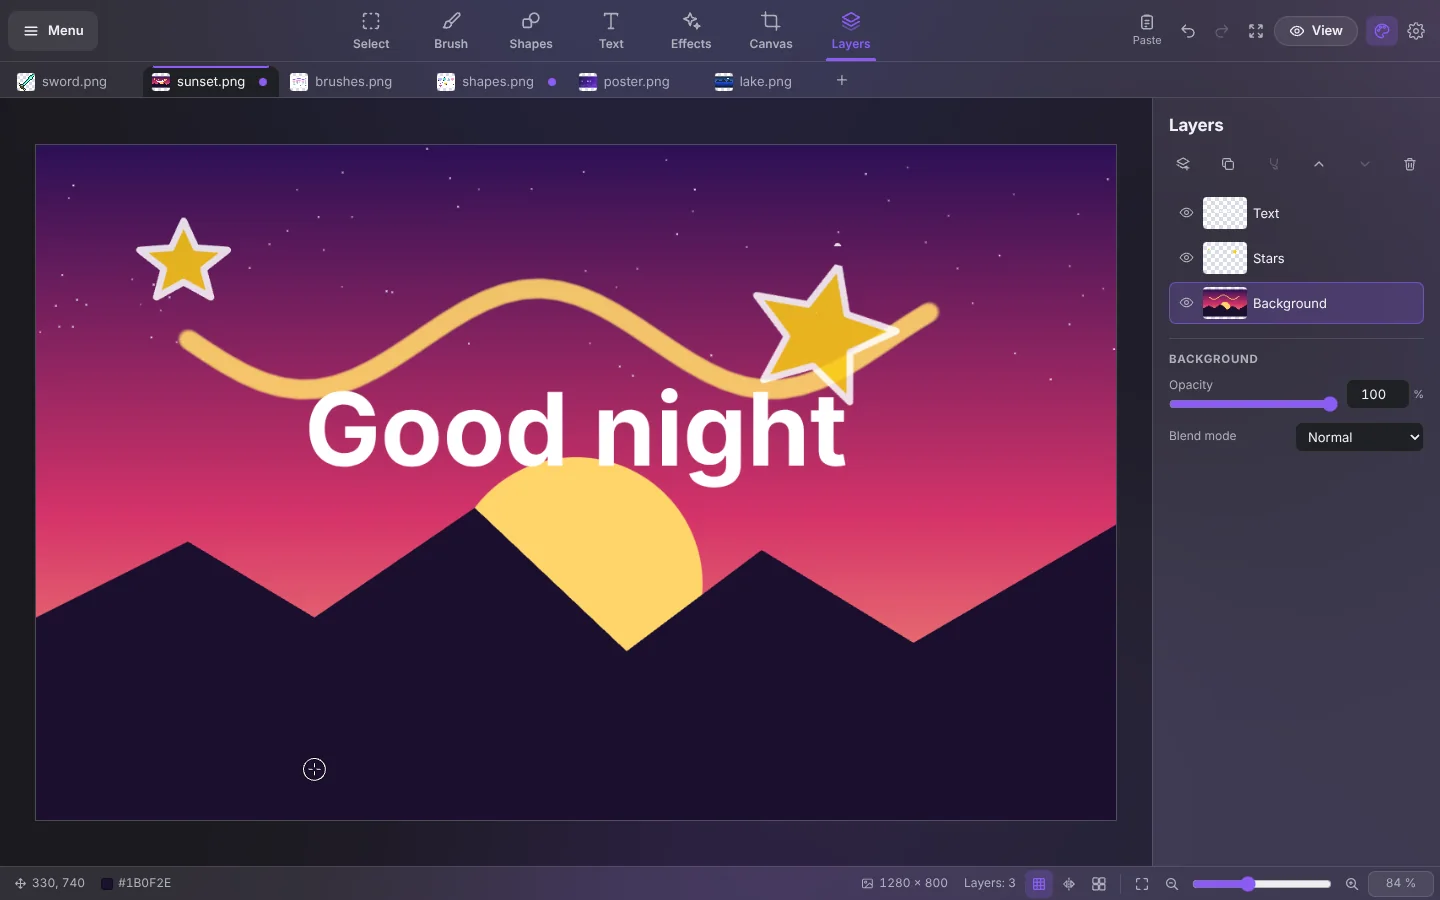 Menu
Select
Brush
Shapes
Text
Effects
Canvas
Layers
Paste
View
sword.png
sunset.png
brushes.png
shapes.png
poster.png
lake.png
+
Layers
Text
Stars
Background
BACKGROUND
Opacity
100 %
Blend mode
Normal
Good night
330, 740
#1B0F2E
1280 × 800
Layers: 3
84 %